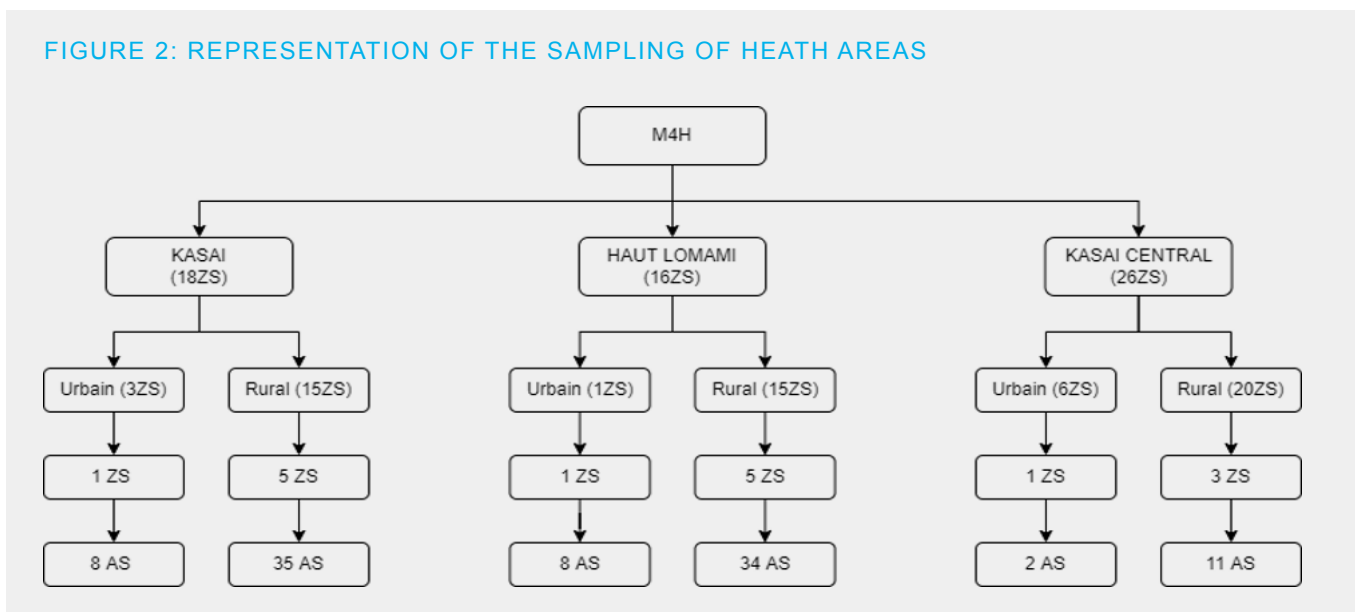 FIGURE 2: REPRESENTATION OF THE SAMPLING OF HEATH AREAS
M4H
KASAI
(18ZS)
HAUT LOMAMI
(16ZS)
KASAI CENTRAL
(26ZS)
Urbain (3ZS)
Rural (15ZS)
Urbain (1ZS)
Rural (15ZS)
Urbain (6ZS)
Rural (20ZS)
1 ZS
5 ZS
1 ZS
5 ZS
1 ZS
3 ZS
8 AS
35 AS
8 AS
34 AS
2 AS
11 AS